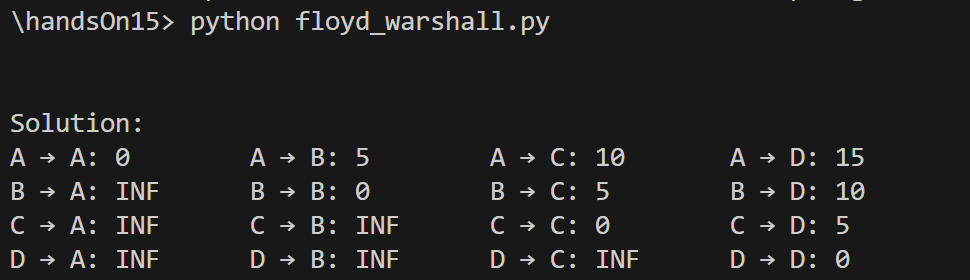 \handsOn15> python floyd_warshall.py
Solution:
A → A: 0 A → B: 5 A → C: 10 A → D: 15
B → A: INF B → B: 0 B → C: 5 B → D: 10
C → A: INF C → B: INF C → C: 0 C → D: 5
D → A: INF D → B: INF D → C: INF D → D: 0